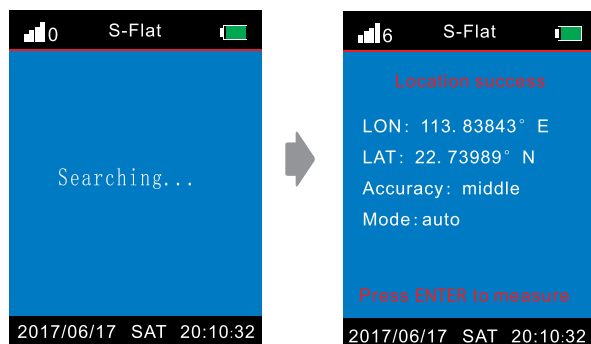 0 S-Flat
Searching...
2017/06/17 SAT 20:10:32
6 S-Flat
Location success
LON: 113.83843° E
LAT: 22.73989° N
Accuracy: middle
Mode: auto
Press ENTER to measure
2017/06/17 SAT 20:10:32